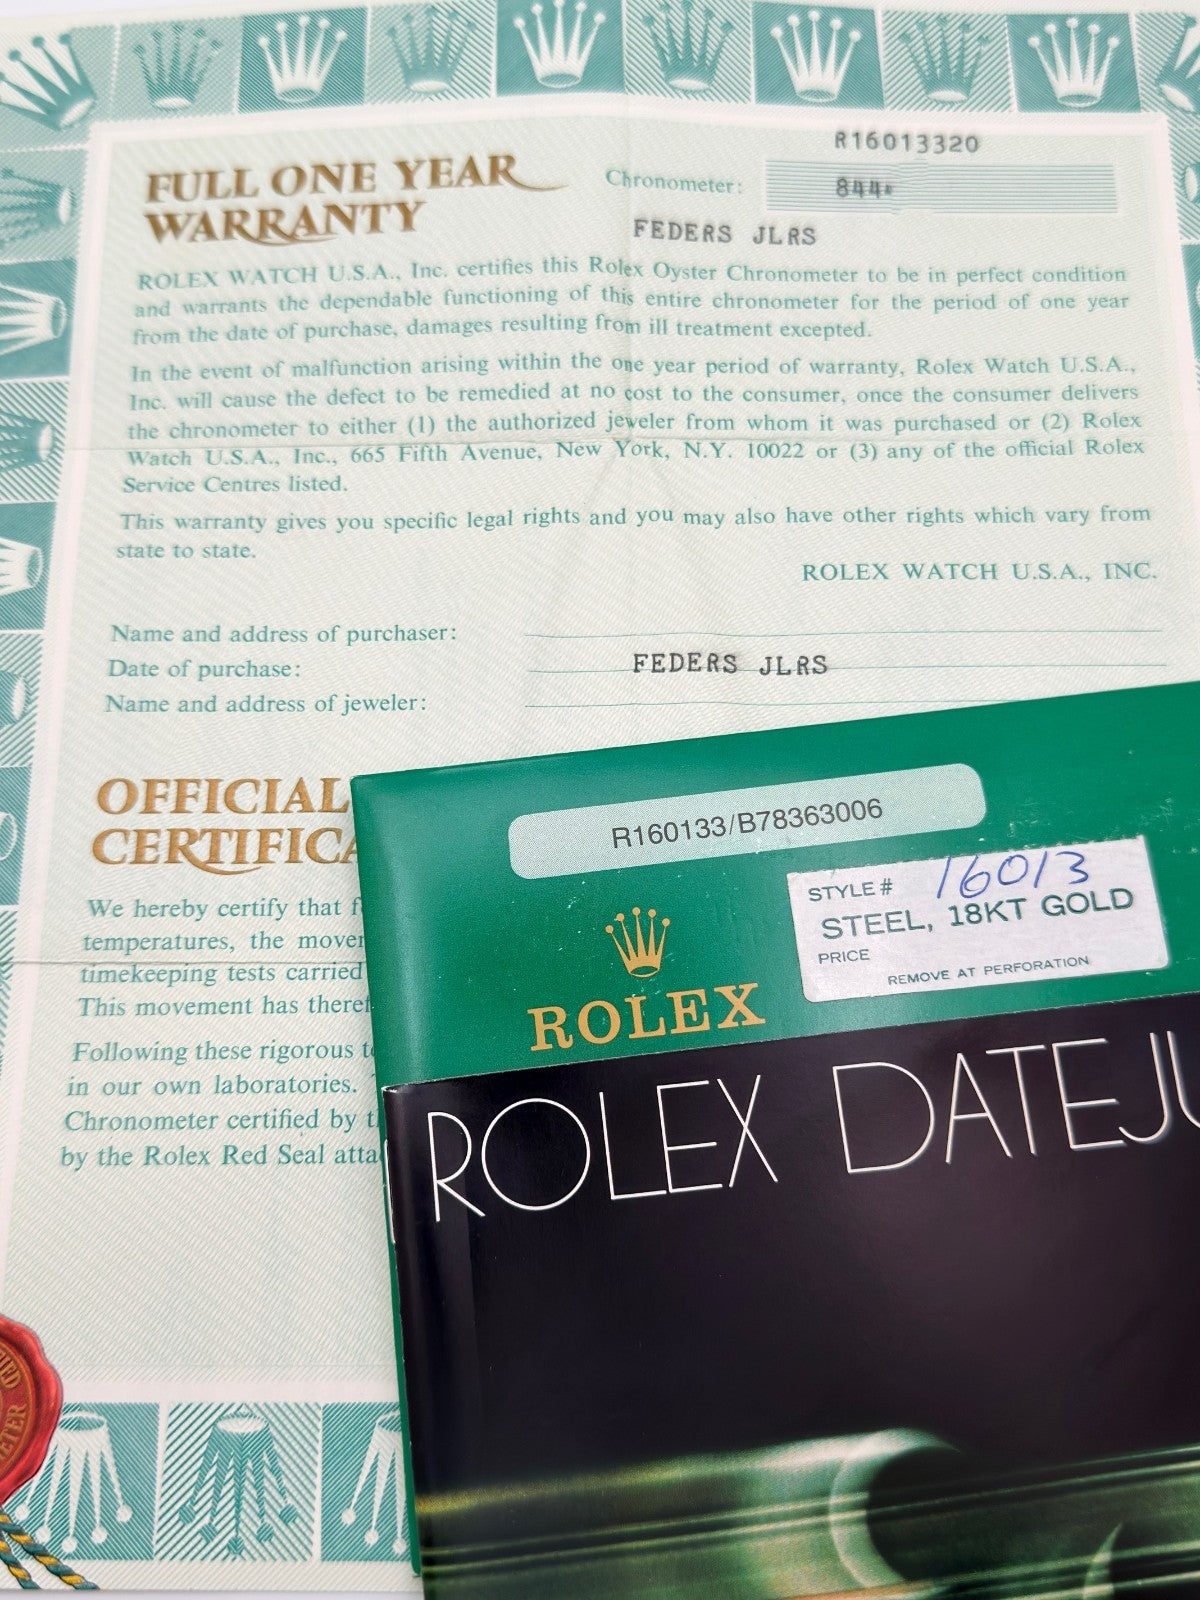 R16013320
FULL ONE YEAR
WARRANTY
Chronometer:
FEDERS JLRS
ROLEX WATCH U.S.A., Inc. certifies this Rolex Oyster Chronometer to be in perfect condition
and warrants the dependable functioning of this entire chronometer for the period of one year
from the date of purchase, damages resulting from ill treatment excepted.
In the event of malfunction arising within the one year period of warranty, Rolex Watch U.S.A.,
Inc. will cause the defect to be remedied at no cost to the consumer, once the consumer delivers
the chronometer to either (1) the authorized jeweler from whom it was purchased or (2) Rolex
Watch U.S.A., Inc., 665 Fifth Avenue, New York, N.Y. 10022 or (3) any of the official Rolex
Service Centres listed.
This warranty gives you specific legal rights and you may also have other rights which vary from
state to state.
ROLEX WATCH U.S.A., INC.
Name and address of purchaser:
Date of purchase:
FEDERS JLRS
Name and address of jeweler:
OFFICIAL
CERTIFICA
We hereby certify that f
temperatures, the mover
timekeeping tests carried
This movement has theref
Following these rigorous t
in our own laboratories.
Chronometer certified by t
by the Rolex Red Seal atta
R160133/B78363006
STYLE # 16013
STEEL, 18KT GOLD
PRICE
REMOVE AT PERFORATION
ROLEX
ROLEX DATEJU